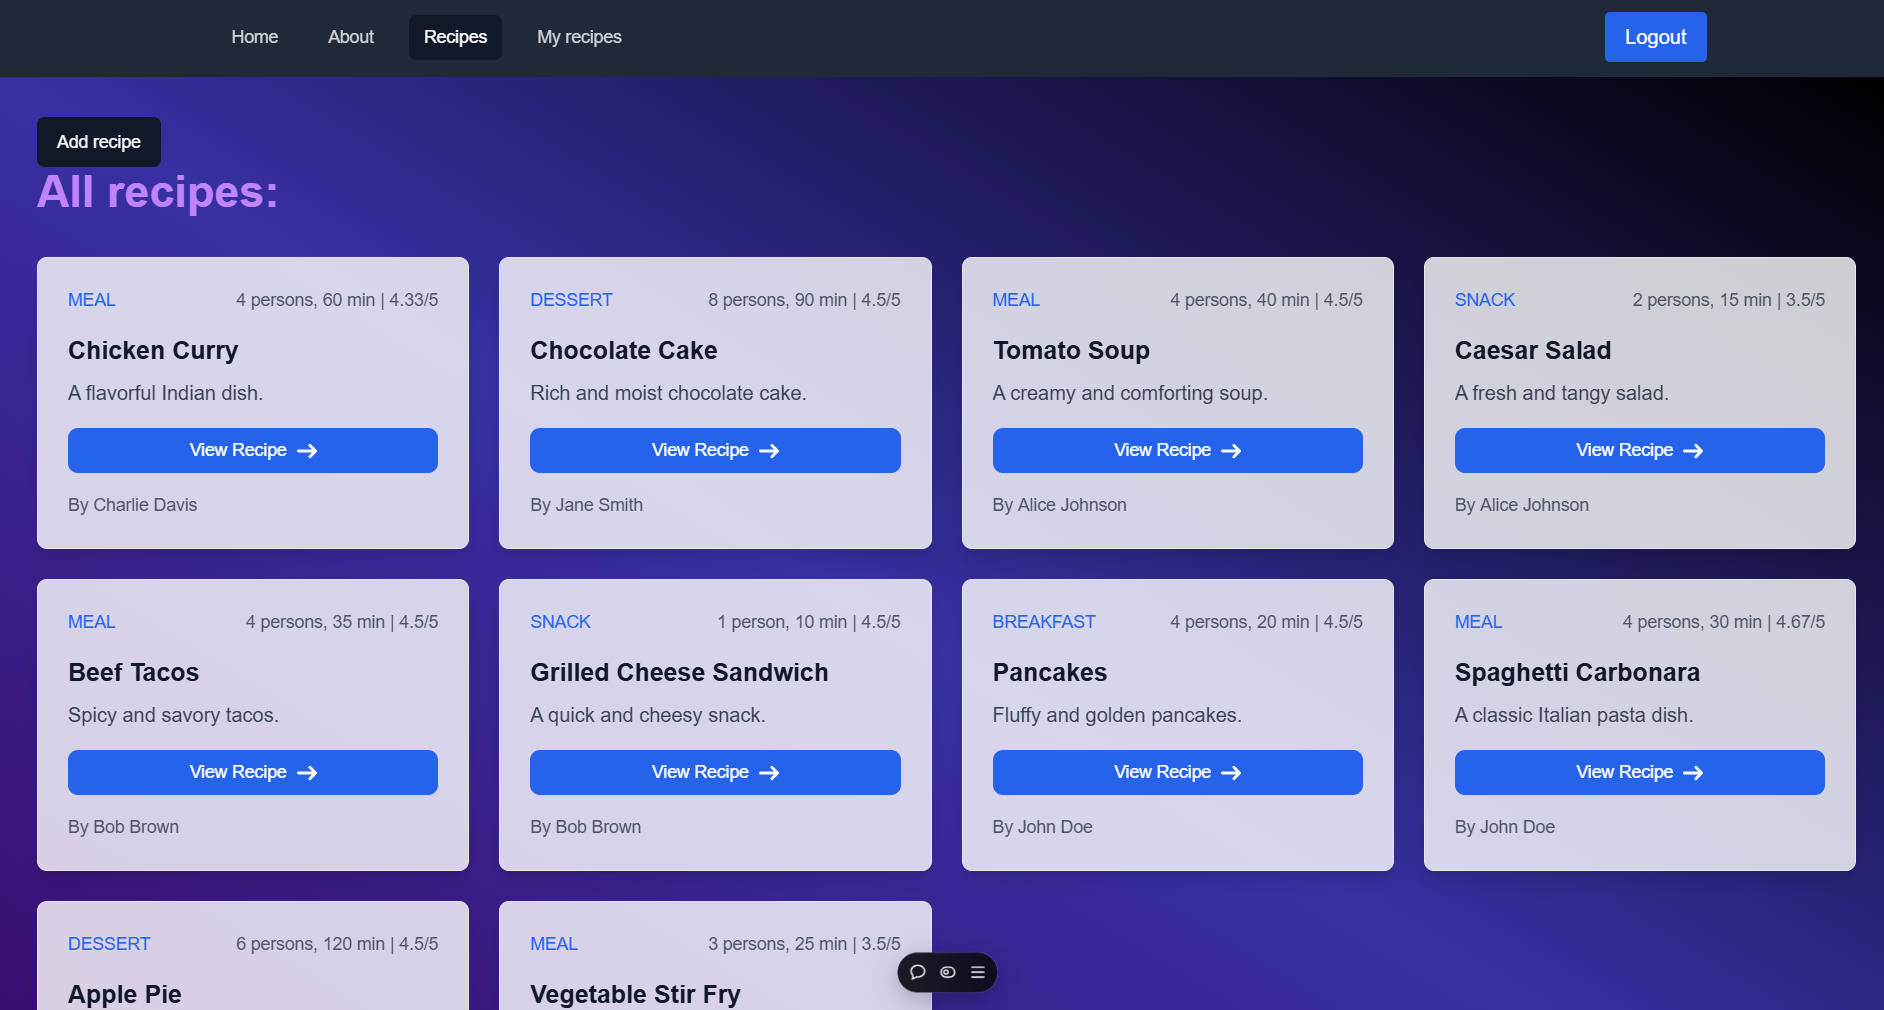 Home About Recipes My recipes Logout
Add recipe
All recipes:
MEAL 4 persons, 60 min | 4.33/5
Chicken Curry
A flavorful Indian dish.
View Recipe →
By Charlie Davis
DESSERT 8 persons, 90 min | 4.5/5
Chocolate Cake
Rich and moist chocolate cake.
View Recipe →
By Jane Smith
MEAL 4 persons, 40 min | 4.5/5
Tomato Soup
A creamy and comforting soup.
View Recipe →
By Alice Johnson
SNACK 2 persons, 15 min | 3.5/5
Caesar Salad
A fresh and tangy salad.
View Recipe →
By Alice Johnson
MEAL 4 persons, 35 min | 4.5/5
Beef Tacos
Spicy and savory tacos.
View Recipe →
By Bob Brown
SNACK 1 person, 10 min | 4.5/5
Grilled Cheese Sandwich
A quick and cheesy snack.
View Recipe →
By Bob Brown
BREAKFAST 4 persons, 20 min | 4.5/5
Pancakes
Fluffy and golden pancakes.
View Recipe →
By John Doe
MEAL 4 persons, 30 min | 4.67/5
Spaghetti Carbonara
A classic Italian pasta dish.
View Recipe →
By John Doe
DESSERT 6 persons, 120 min | 4.5/5
Apple Pie
MEAL 3 persons, 25 min | 3.5/5
Vegetable Stir Fry